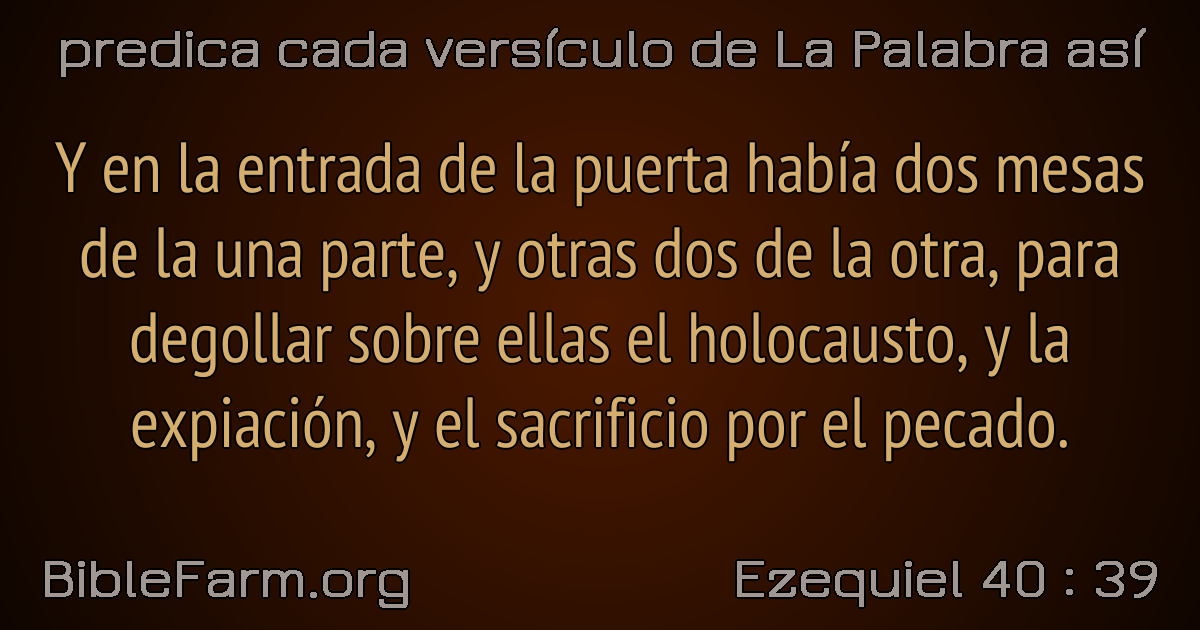 predica cada versículo de La Palabra así
Y en la entrada de la puerta había dos mesas
de la una parte, y otras dos de la otra, para
degollar sobre ellas el holocausto, y la
expiación, y el sacrificio por el pecado.
BibleFarm.org
Ezequiel 40 : 39